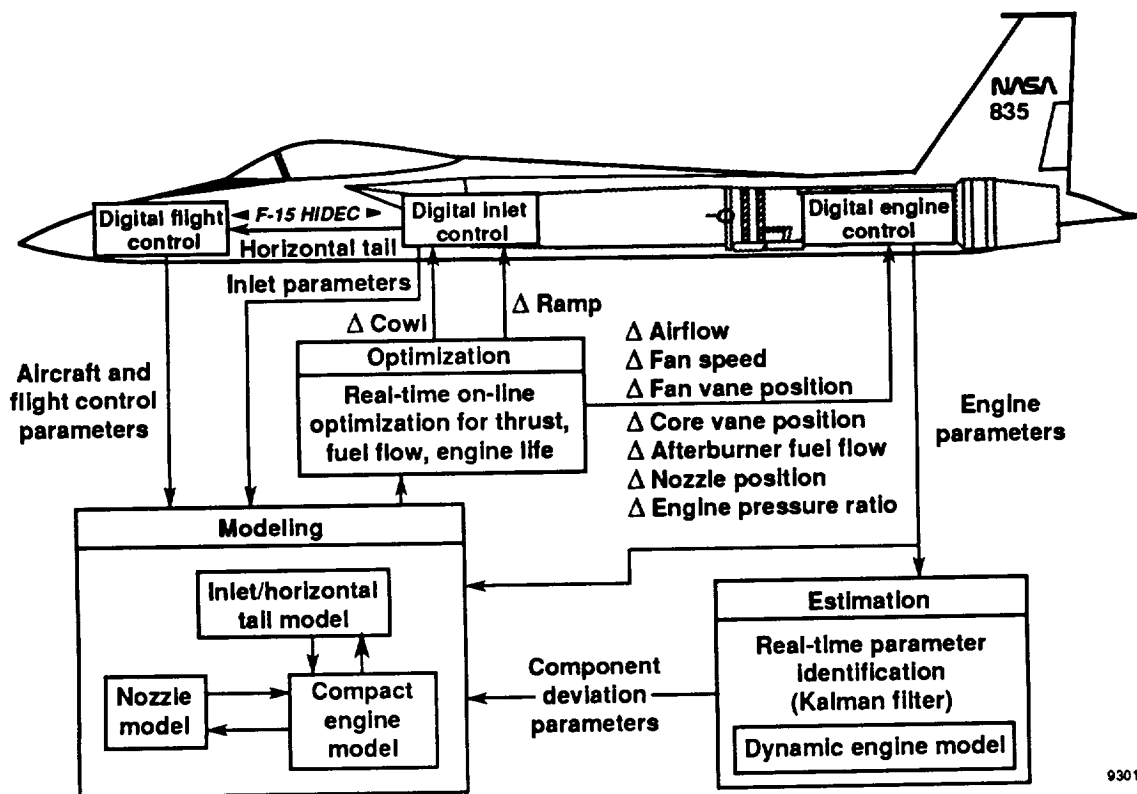 NASA
835
Digital flight
control
F-15 HIDEC
Digital inlet
control
Digital engine
control
Horizontal tail
Inlet parameters
Δ Cowl
Δ Ramp
Aircraft and
flight control
parameters
Optimization
Real-time on-line
optimization for thrust,
fuel flow, engine life
Δ Airflow
Δ Fan speed
Δ Fan vane position
Δ Core vane position
Δ Afterburner fuel flow
Δ Nozzle position
Δ Engine pressure ratio
Engine
parameters
Modeling
Inlet/horizontal
tail model
Nozzle
model
Compact
engine
model
Component
deviation
parameters
Estimation
Real-time parameter
identification
(Kalman filter)
Dynamic engine model
9301